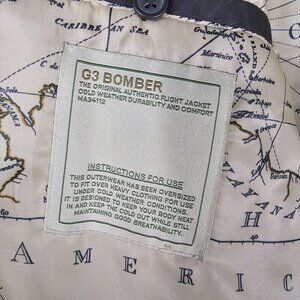 CARIBBEAN SEA
G3 BOMBER
THE ORIGINAL AUTHENTIC FLIGHT JACKET
COLD WEATHER DURABILITY AND COMFORT
MA34112
INSTRUCTIONS FOR USE
THIS OUTERWEAR HAS BEEN OVERSIZED
TO FIT OVER HEAVY CLOTHING FOR USE
UNDER COLD WEATHER CONDITIONS.
IT IS DESIGNED TO KEEP YOUR BODY HEAT
IN AND KEEP THE COLD OUT WHILE STILL
MAINTAINING GOOD BREATHABILITY.
H
AMERIC